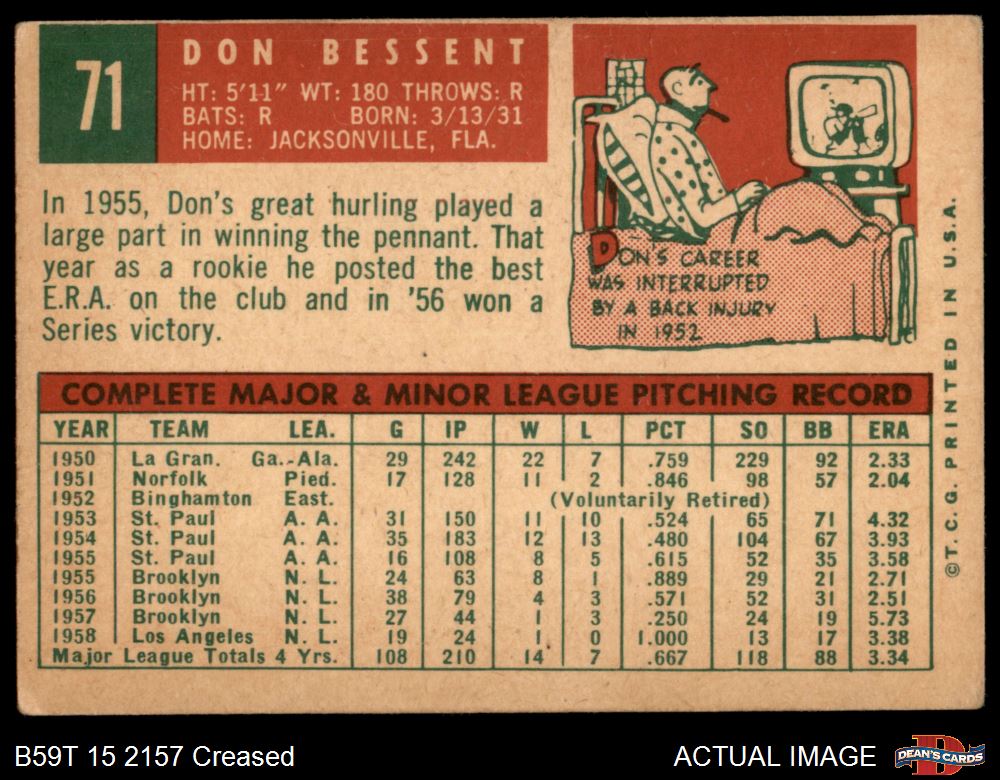 71
DON BESSENT
HT: 5'11" WT: 180 THROWS: R
BATS: R BORN: 3/13/31
HOME: JACKSONVILLE, FLA.
In 1955, Don's great hurling played a
large part in winning the pennant. That
year as a rookie he posted the best
E.R.A. on the club and in '56 won a
Series victory.
DON'S CAREER
WAS INTERRUPTED
BY A BACK INJURY
IN 1952
©T.C.G. PRINTED IN U.S.A.
COMPLETE MAJOR & MINOR LEAGUE PITCHING RECORD
YEAR TEAM LEA. G IP W L PCT SO BB ERA
1950 La Gran. Ga.-Ala. 29 242 22 7 .759 229 92 2.33
1951 Norfolk Pied. 17 128 11 2 .846 98 57 2.04
1952 Binghamton East. (Voluntarily Retired)
1953 St. Paul A. A. 31 150 11 10 .524 65 71 4.32
1954 St. Paul A. A. 35 183 12 13 .480 104 67 3.93
1955 St. Paul A. A. 16 108 8 5 .615 52 35 3.58
1955 Brooklyn N. L. 24 63 8 1 .889 29 21 2.71
1956 Brooklyn N. L. 38 79 4 3 .571 52 31 2.51
1957 Brooklyn N. L. 27 44 1 3 .250 24 19 5.73
1958 Los Angeles N. L. 19 24 1 0 1.000 13 17 3.38
Major League Totals 4 Yrs. 108 210 14 7 .667 118 88 3.34
B59T 15 2157 Creased
ACTUAL IMAGE
DEAN'S CARDS